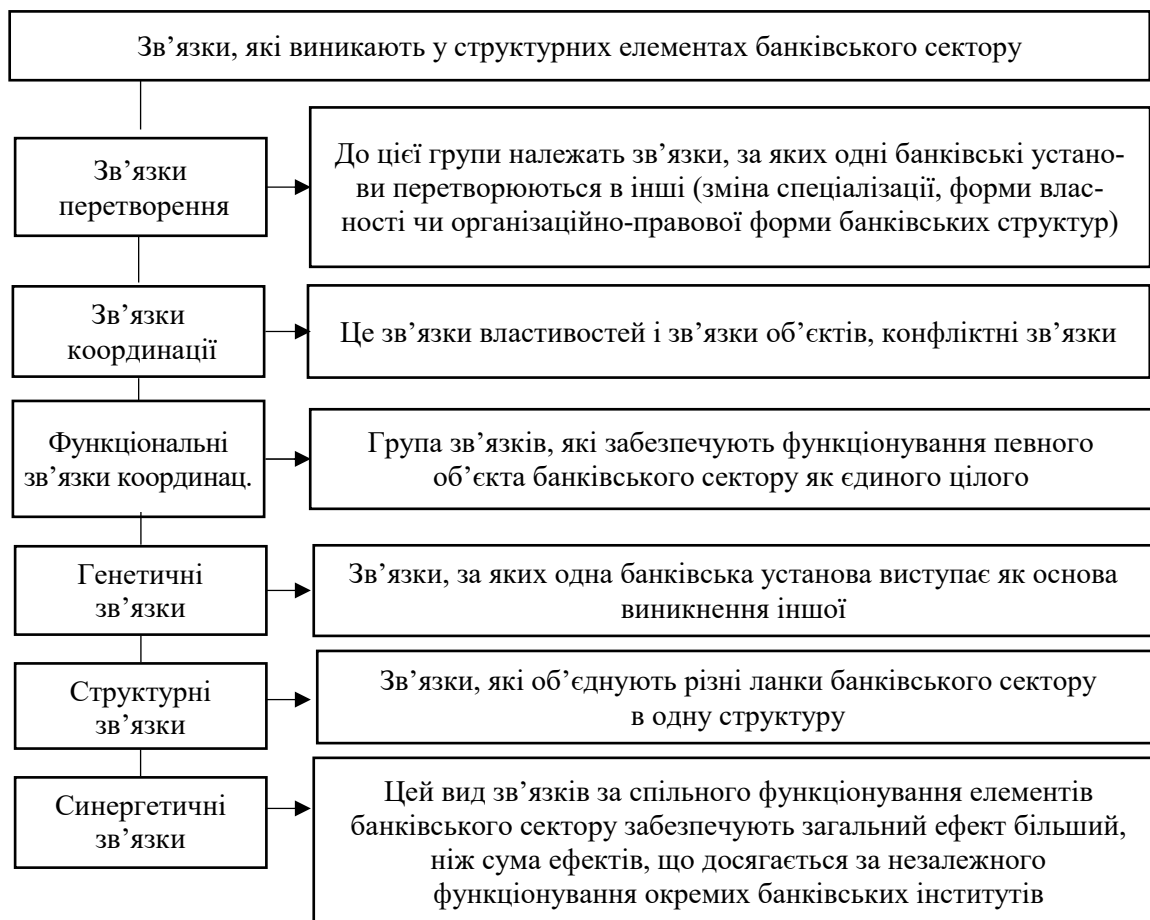 Зв’язки, які виникають у структурних елементах банківського сектору
Зв’язки
перетворення
До цієї групи належать зв’язки, за яких одні банківські устано-
ви перетворюються в інші (зміна спеціалізації, форми влас-
ності чи організаційно-правової форми банківських структур)
Зв’язки
координації
Це зв’язки властивостей і зв’язки об’єктів, конфліктні зв’язки
Функціональні
зв’язки координац.
Група зв’язків, які забезпечують функціонування певного
об’єкта банківського сектору як єдиного цілого
Генетичні
зв’язки
Зв’язки, за яких одна банківська установа виступає як основа
виникнення іншої
Структурні
зв’язки
Зв’язки, які об’єднують різні ланки банківського сектору
в одну структуру
Синергетичні
зв’язки
Цей вид зв’язків за спільного функціонування елементів
банківського сектору забезпечують загальний ефект більший,
ніж сума ефектів, що досягається за незалежного
функціонування окремих банківських інститутів